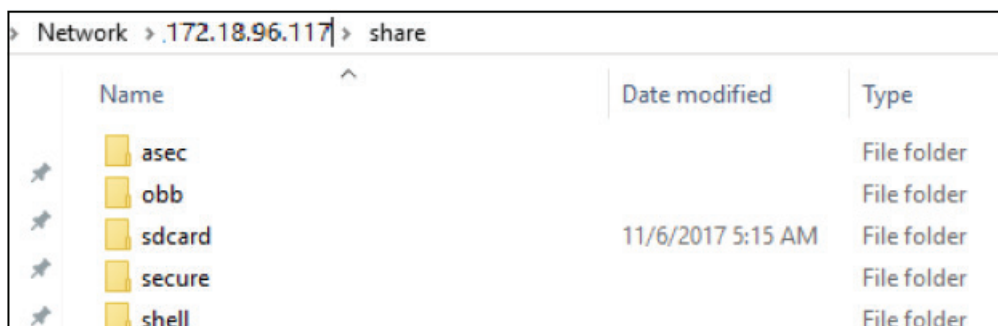 Network > 172.18.96.117 > share
Name Date modified Type
asec File folder
obb File folder
sdcard 11/6/2017 5:15 AM File folder
secure File folder
shell File folder